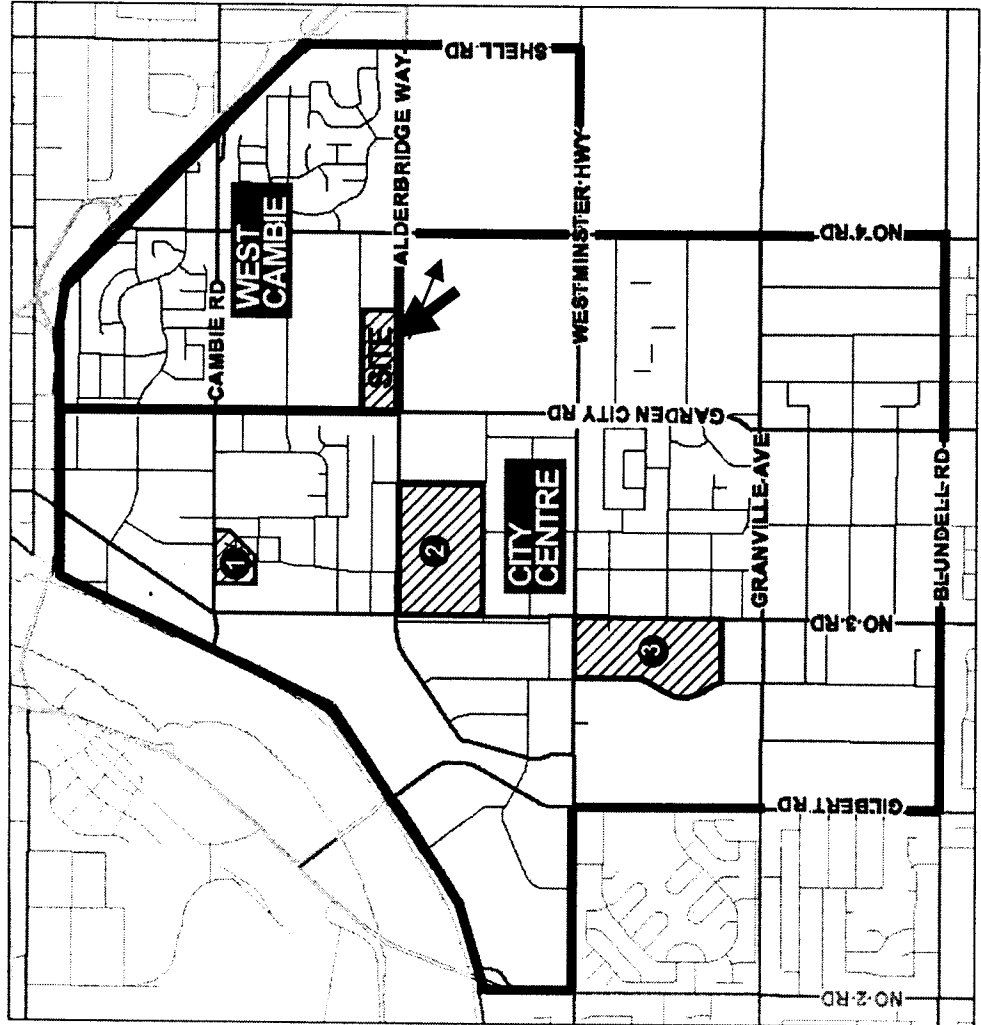 SHELL RD
ALDERBRIDGE WAY
WESTMINSTER HWY
WEST
CAMBIE
CAMBIE RD
NO 4 RD
SITE
GARDEN CITY RD
1
2
CITY
CENTRE
GRANVILLE AVE
BLUNDELL RD
NO 3 RD
3
GILBERT RD
NO 2 RD